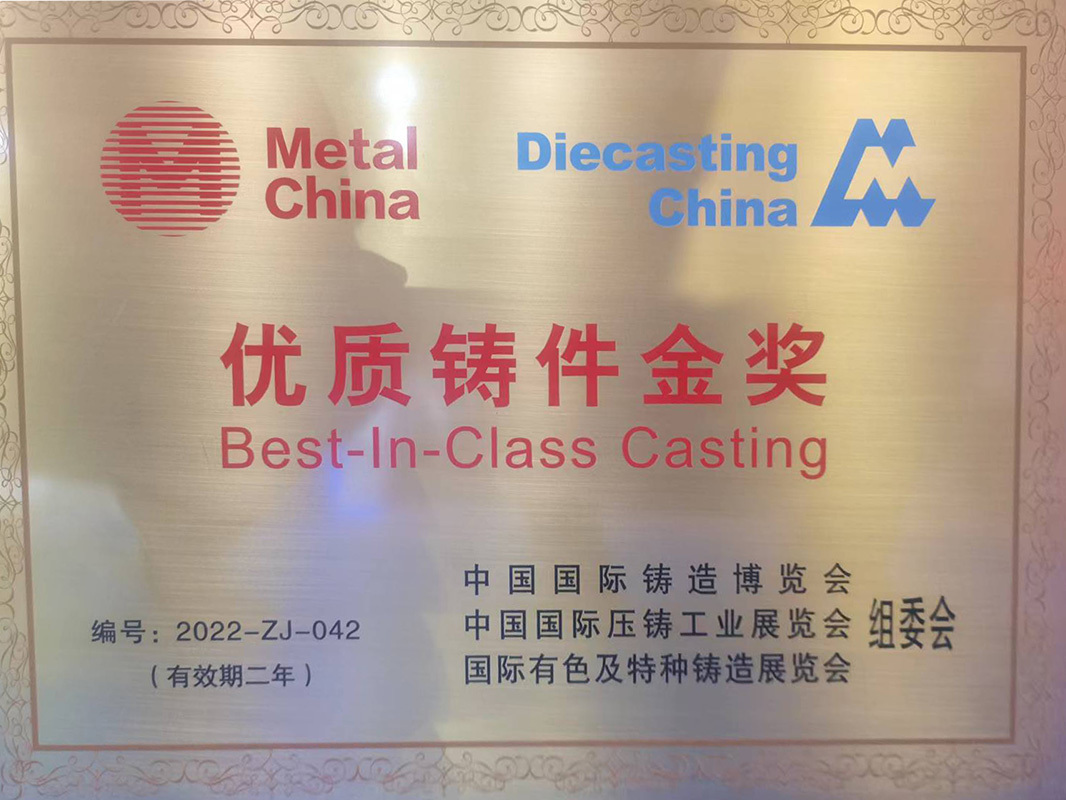 Metal
China
Diecasting
China
优质铸件金奖
Best-In-Class Casting
编号：2022-ZJ-042
（有效期二年）
中国国际铸造博览会
中国国际压铸工业展览会
国际有色及特种铸造展览会
组委会